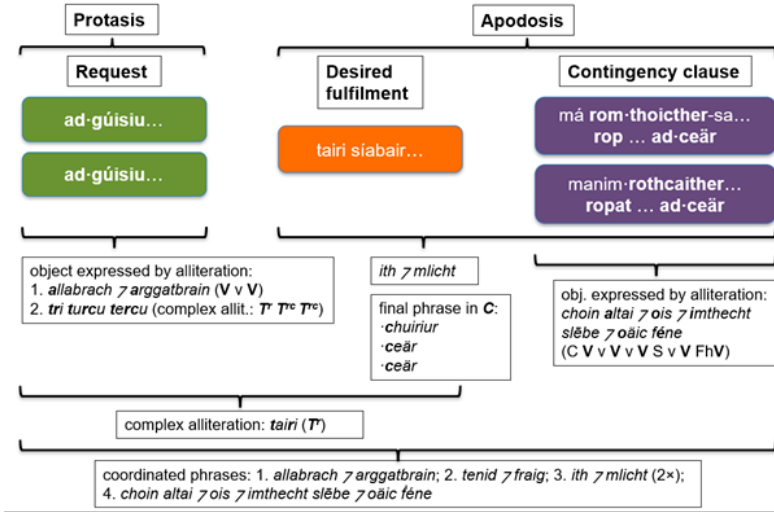 Protasis
Apodosis
Request
Desired
fulfilment
Contingency clause
ad·gúisiu…
ad·gúisiu…
tairi síabair…
má rom·thoicther-sa…
rop … ad·ceär
manim·rothcaither…
ropat … ad·ceär
object expressed by alliteration:
1. allabrach ⁊ arggatbrain (V v V)
2. tri turcu tercu (complex allit.: Tʳ Tʳᶜ Tʳᶜ)
ith ⁊ mlicht
final phrase in C:
·chuiriur
·ceär
·ceär
obj. expressed by alliteration:
choin altai ⁊ ois ⁊ imthecht
slēbe ⁊ oäic féne
(C V v V v V S v V FhV)
complex alliteration: tairi (Tʳ)
coordinated phrases: 1. allabrach ⁊ arggatbrain; 2. tenid ⁊ fraig; 3. ith ⁊ mlicht (2×);
4. choin altai ⁊ ois ⁊ imthecht slēbe ⁊ oäic ḟéne